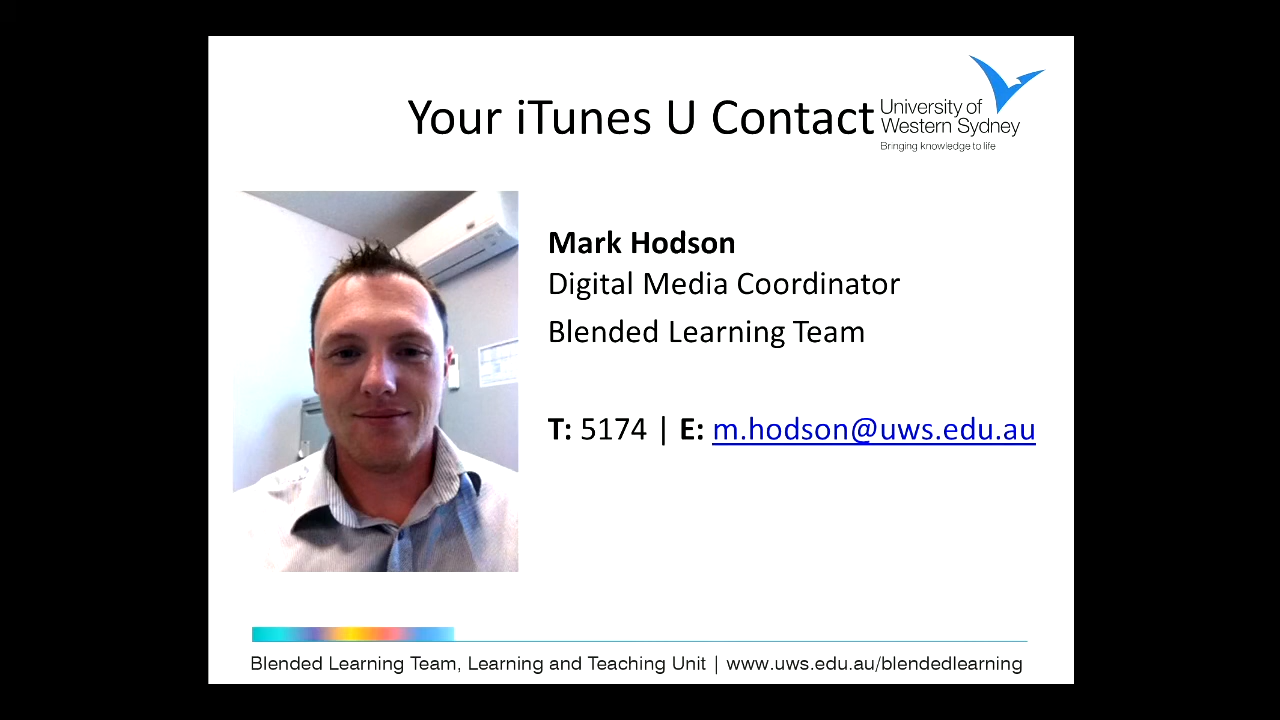 Your iTunes U Contact
University of
Western Sydney
Bringing knowledge to life
Mark Hodson
Digital Media Coordinator
Blended Learning Team
T: 5174 | E: m.hodson@uws.edu.au
Blended Learning Team, Learning and Teaching Unit | www.uws.edu.au/blendedlearning